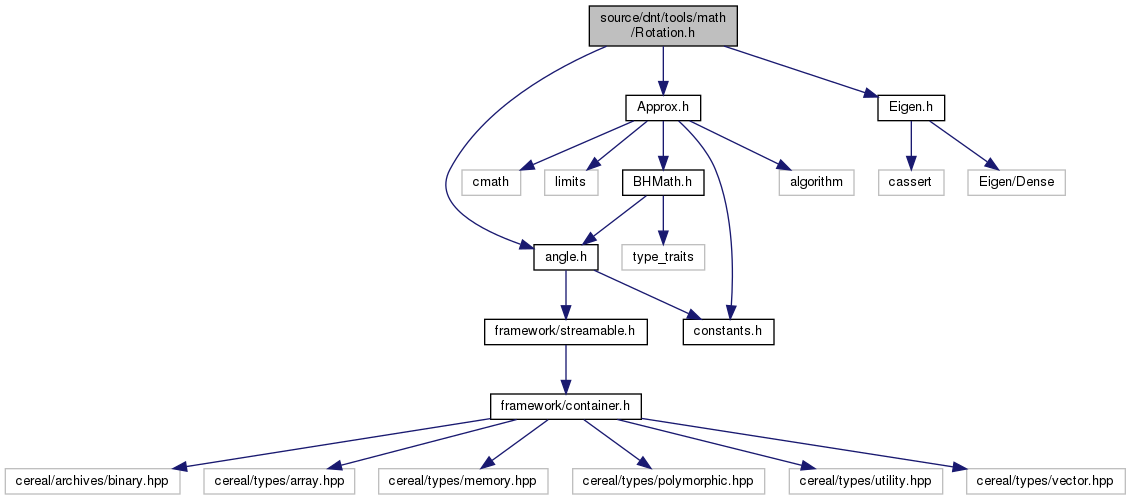 source/dnt/tools/math
/Rotation.h
Approx.h
Eigen.h
cmath
limits
BHMath.h
algorithm
cassert
Eigen/Dense
angle.h
type_traits
framework/streamable.h
constants.h
framework/container.h
cereal/archives/binary.hpp
cereal/types/array.hpp
cereal/types/memory.hpp
cereal/types/polymorphic.hpp
cereal/types/utility.hpp
cereal/types/vector.hpp